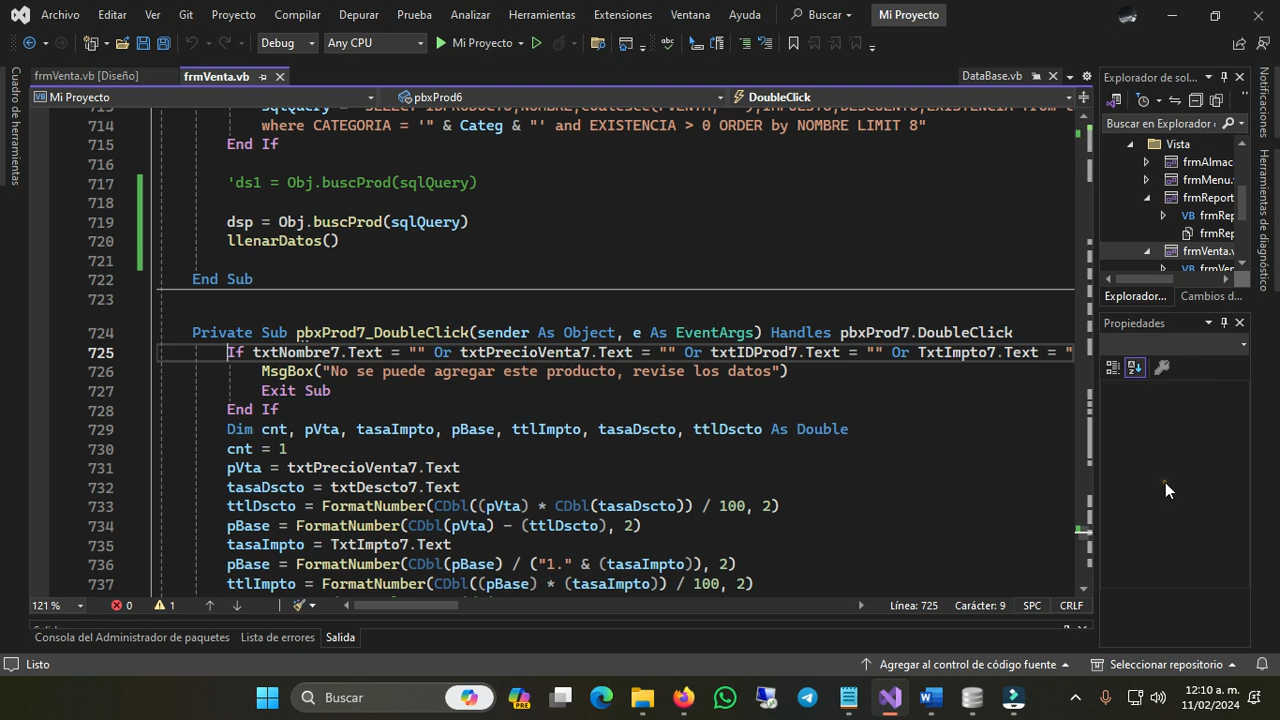 Archivo Editar Ver Git Proyecto Compilar Depurar Prueba Analizar Herramientas Extensiones Ventana Ayuda Buscar Mi Proyecto
Debug Any CPU Mi Proyecto
Cuadro de herramientas
frmVenta.vb [Diseño] frmVenta.vb DataBase.vb
Mi Proyecto pbxProd6 DoubleClick
714 where CATEGORIA = '" & Categ & "' and EXISTENCIA > 0 ORDER by NOMBRE LIMIT 8"
715 End If
716
717 'ds1 = Obj.buscProd(sqlQuery)
718
719 dsp = Obj.buscProd(sqlQuery)
720 llenarDatos()
721
722 End Sub
723
724 Private Sub pbxProd7_DoubleClick(sender As Object, e As EventArgs) Handles pbxProd7.DoubleClick
725 If txtNombre7.Text = "" Or txtPrecioVenta7.Text = "" Or txtIDProd7.Text = "" Or TxtImpto7.Text = "
726 MsgBox("No se puede agregar este producto, revise los datos")
727 Exit Sub
728 End If
729 Dim cnt, pVta, tasaImpto, pBase, ttlImpto, tasaDscto, ttlDscto As Double
730 cnt = 1
731 pVta = txtPrecioVenta7.Text
732 tasaDscto = txtDescto7.Text
733 ttlDscto = FormatNumber(CDbl((pVta) * CDbl(tasaDscto)) / 100, 2)
734 pBase = FormatNumber(CDbl(pVta) - (ttlDscto), 2)
735 tasaImpto = TxtImpto7.Text
736 pBase = FormatNumber(CDbl(pBase) / ("1." & (tasaImpto)), 2)
737 ttlImpto = FormatNumber(CDbl((pBase) * (tasaImpto)) / 100, 2)
121 % 0 1 Línea: 725 Carácter: 9 SPC CRLF
Consola del Administrador de paquetes Lista de errores Salida
Explorador de sol...
Buscar en Explorador
Vista
frmAlmac
frmMenu.
frmReport
frmRep
frmRep
frmVenta.v
Explorador... Cambios d...
Propiedades
Notificaciones
Herramientas de diagnóstico
Listo Agregar al control de código fuente Seleccionar repositorio
Buscar
12:10 a. m.
11/02/2024